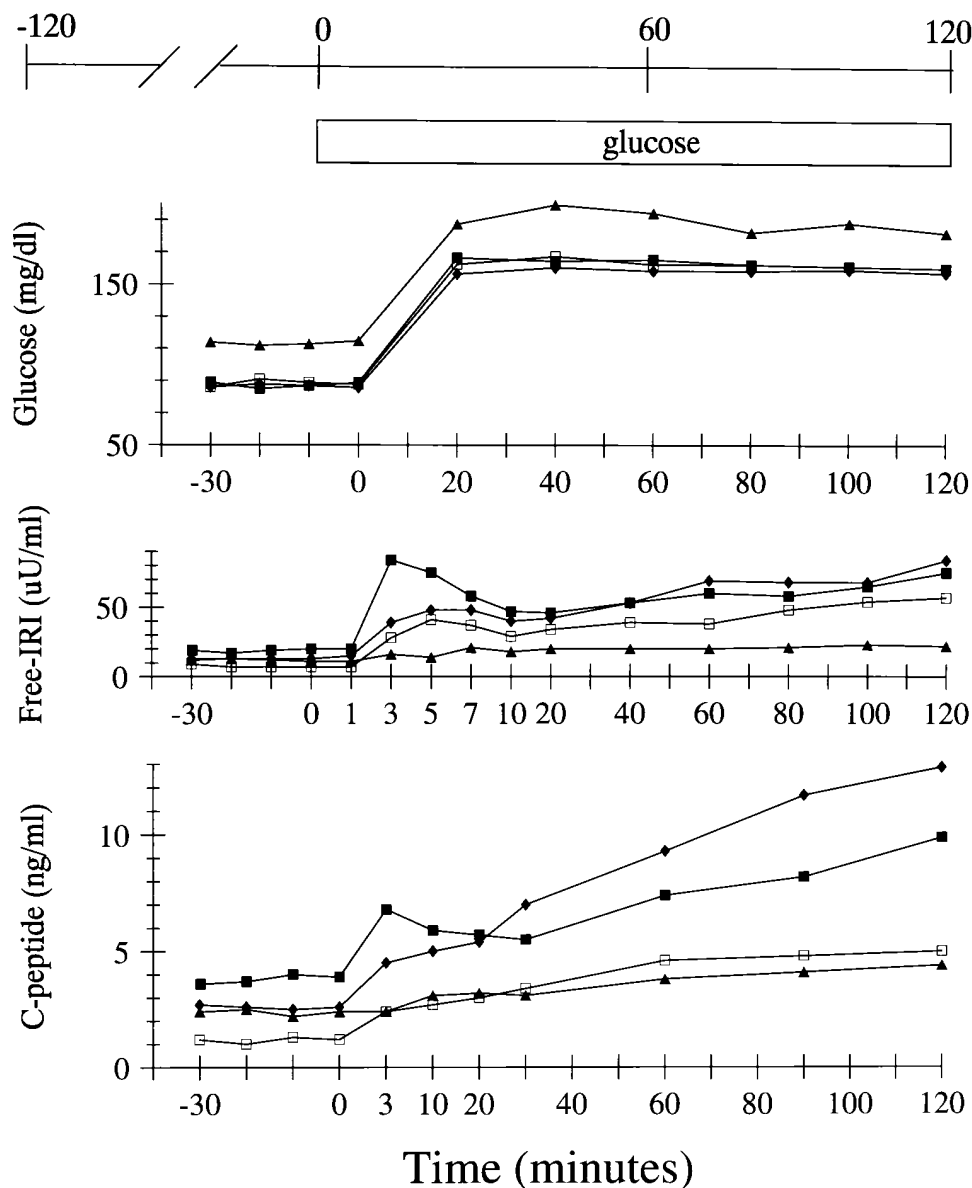 -120 0 60 120
glucose
Glucose (mg/dl)
150
50
-30 0 20 40 60 80 100 120
Free-IRI (uU/ml)
50
0
-30 0 1 3 5 7 10 20 40 60 80 100 120
C-peptide (ng/ml)
10
5
0
-30 0 3 10 20 40 60 80 100 120
Time (minutes)